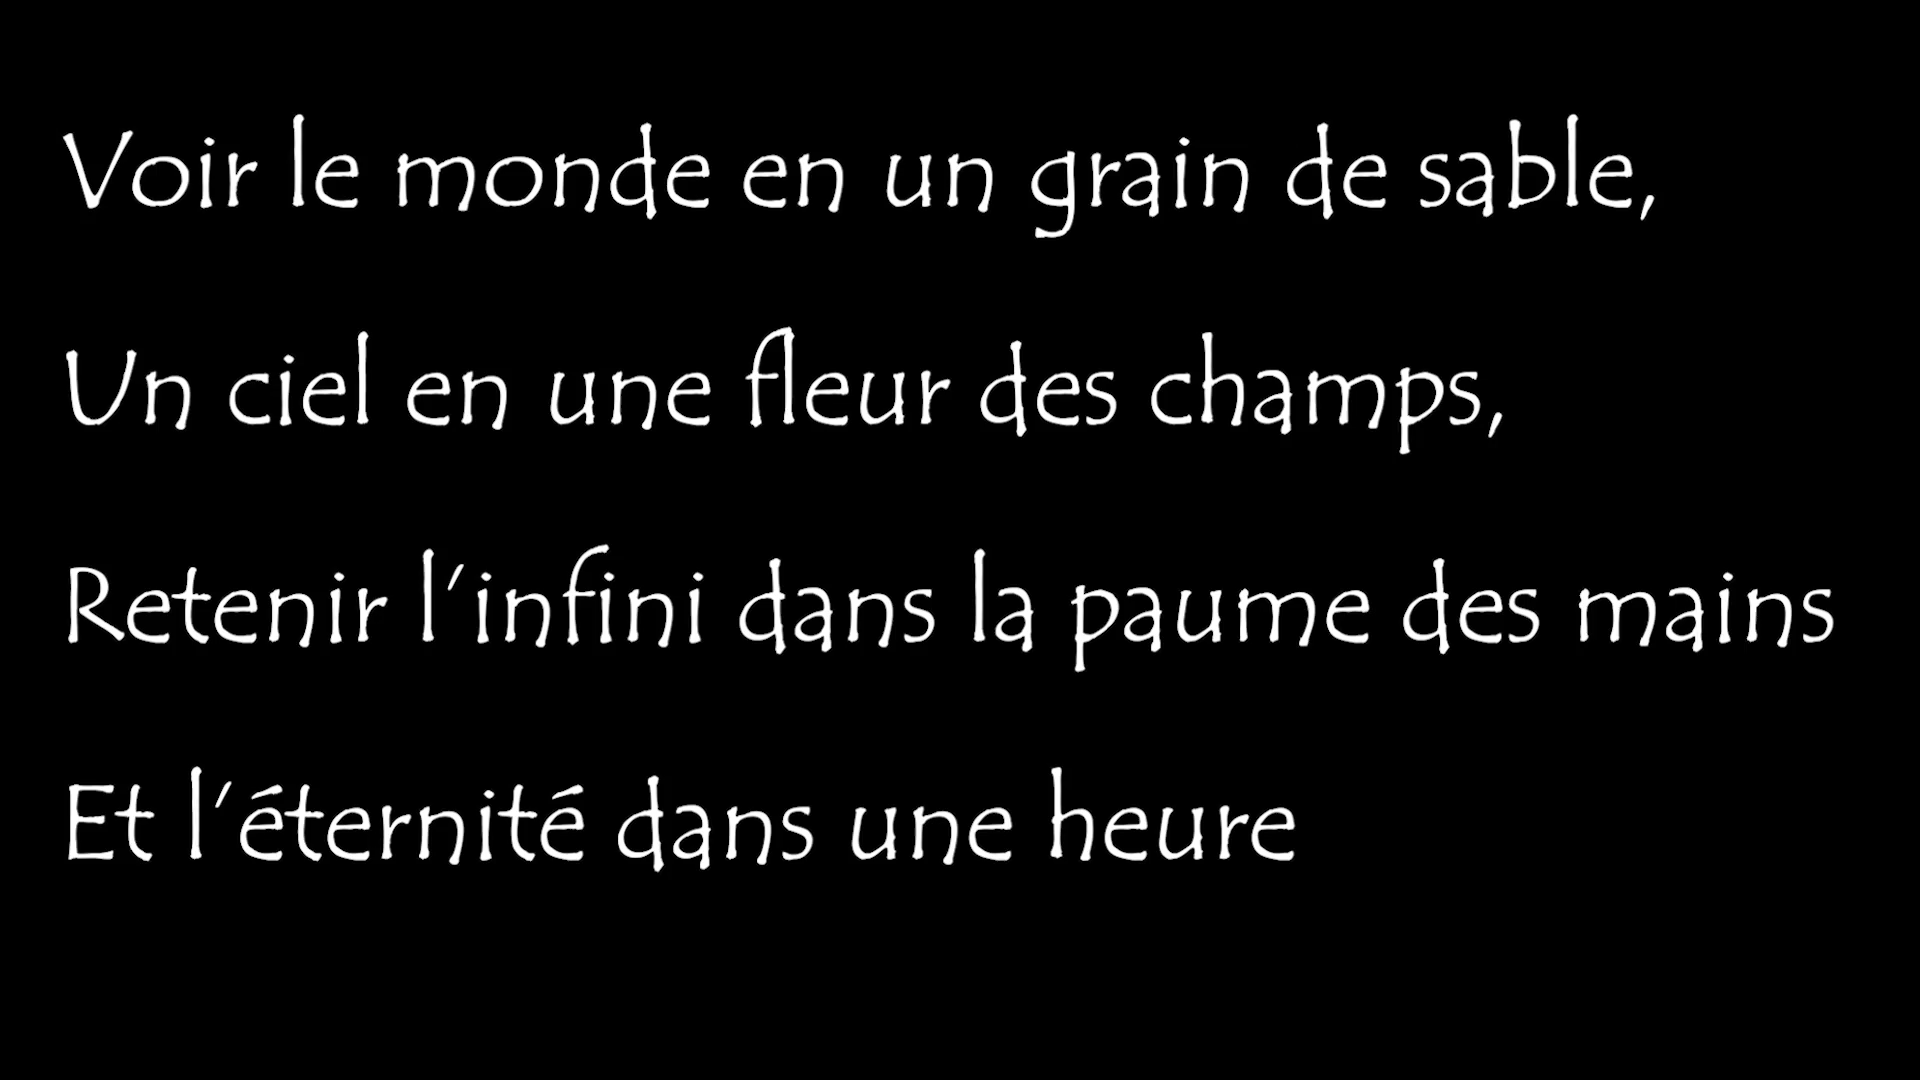 Voir le monde en un grain de sable,
Un ciel en une fleur des champs,
Retenir l'infini dans la paume des mains
Et l'éternité dans une heure